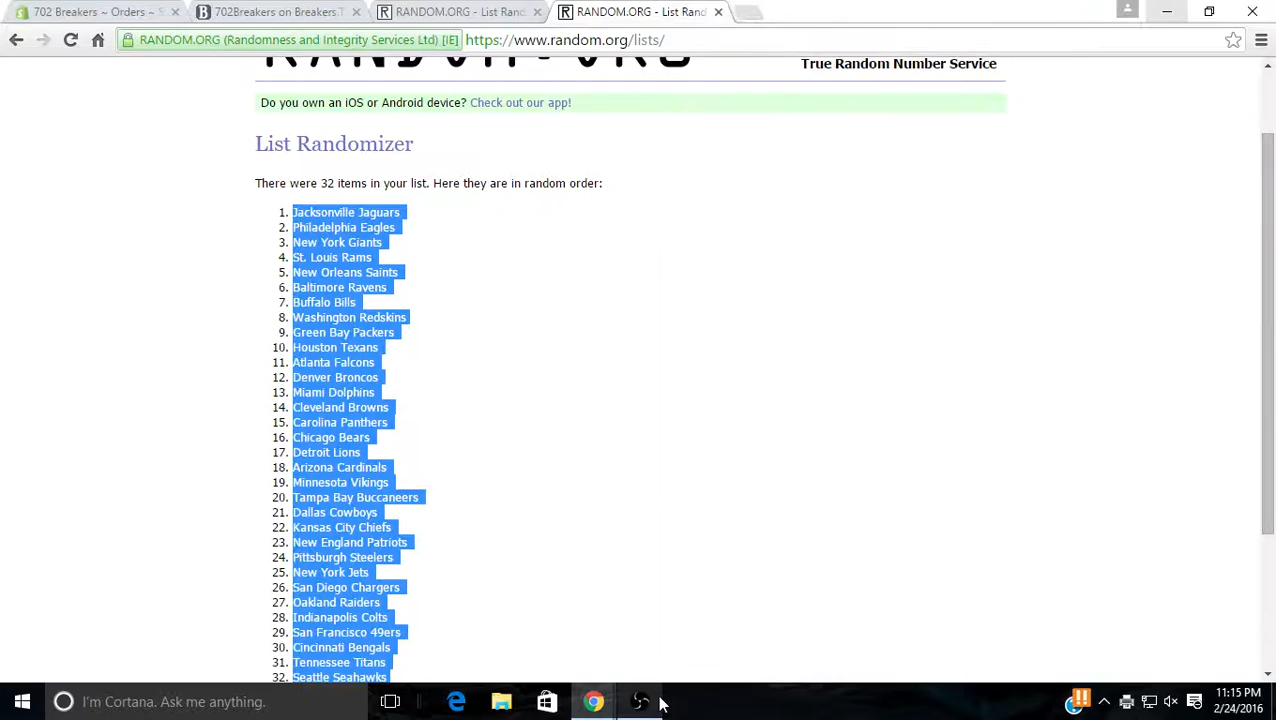 702 Breakers ~ Orders ~ S
702Breakers on Breakers.T
RANDOM.ORG - List Rand
RANDOM.ORG - List Rand
RANDOM.ORG (Randomness and Integrity Services Ltd) [IE] https://www.random.org/lists/
RANDOM.ORG
True Random Number Service
Do you own an iOS or Android device? Check out our app!
List Randomizer
There were 32 items in your list. Here they are in random order:
1. Jacksonville Jaguars
2. Philadelphia Eagles
3. New York Giants
4. St. Louis Rams
5. New Orleans Saints
6. Baltimore Ravens
7. Buffalo Bills
8. Washington Redskins
9. Green Bay Packers
10. Houston Texans
11. Atlanta Falcons
12. Denver Broncos
13. Miami Dolphins
14. Cleveland Browns
15. Carolina Panthers
16. Chicago Bears
17. Detroit Lions
18. Arizona Cardinals
19. Minnesota Vikings
20. Tampa Bay Buccaneers
21. Dallas Cowboys
22. Kansas City Chiefs
23. New England Patriots
24. Pittsburgh Steelers
25. New York Jets
26. San Diego Chargers
27. Oakland Raiders
28. Indianapolis Colts
29. San Francisco 49ers
30. Cincinnati Bengals
31. Tennessee Titans
32. Seattle Seahawks
I'm Cortana. Ask me anything.
11:15 PM
2/24/2016